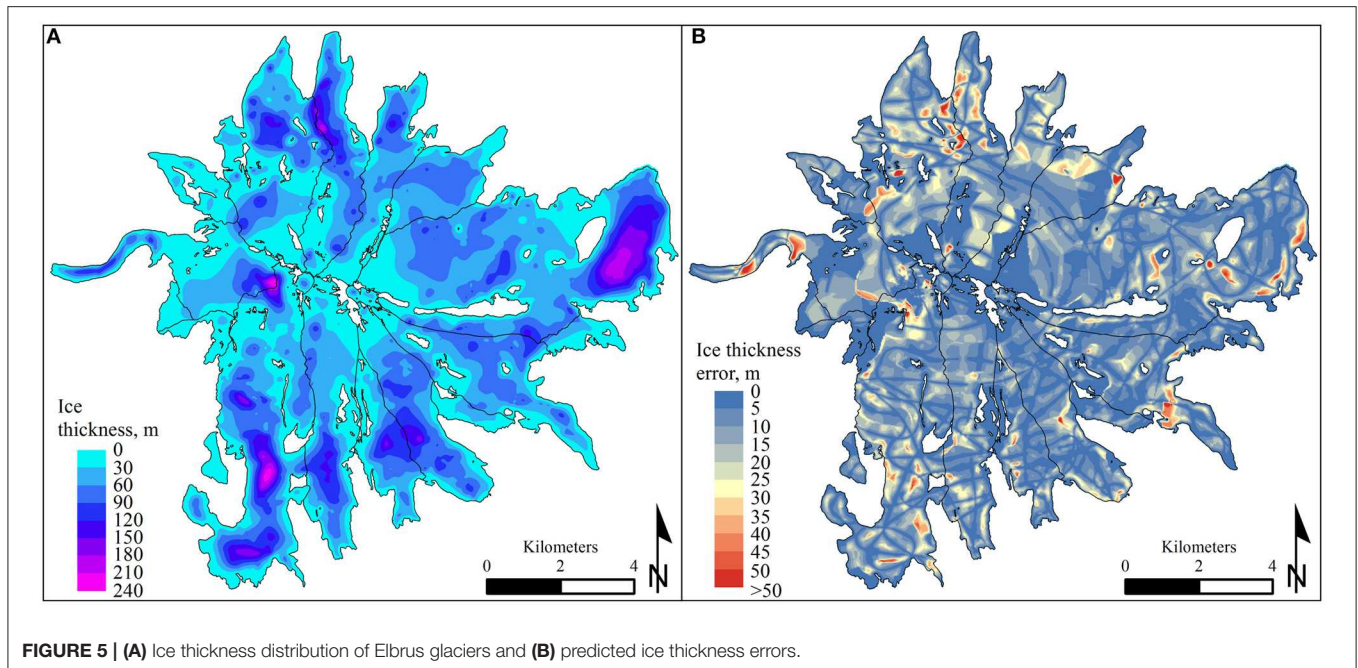 A
B
Ice
thickness, m
0
30
60
90
120
150
180
210
240
Kilometers
0 2 4
N
Ice thickness
error, m
0
5
10
15
20
25
30
35
40
45
50
>50
Kilometers
0 2 4
N
FIGURE 5 | (A) Ice thickness distribution of Elbrus glaciers and (B) predicted ice thickness errors.